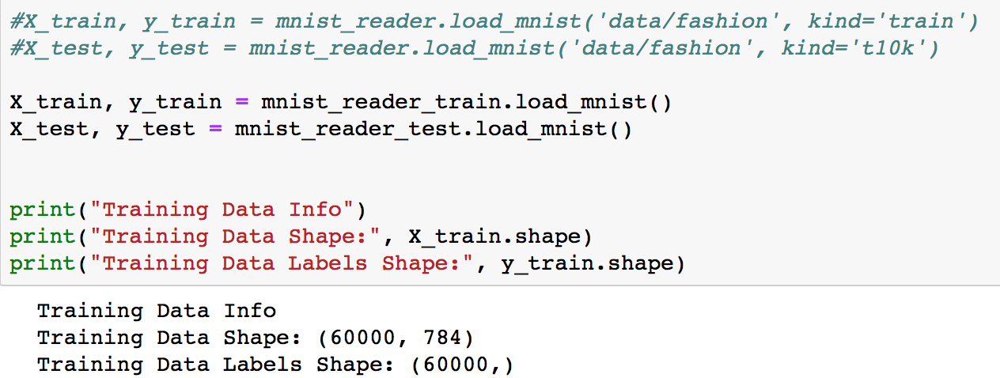 #X_train, y_train = mnist_reader.load_mnist('data/fashion', kind='train')
#X_test, y_test = mnist_reader.load_mnist('data/fashion', kind='t10k')
X_train, y_train = mnist_reader_train.load_mnist()
X_test, y_test = mnist_reader_test.load_mnist()
print("Training Data Info")
print("Training Data Shape:", X_train.shape)
print("Training Data Labels Shape:", y_train.shape)
Training Data Info
Training Data Shape: (60000, 784)
Training Data Labels Shape: (60000,)